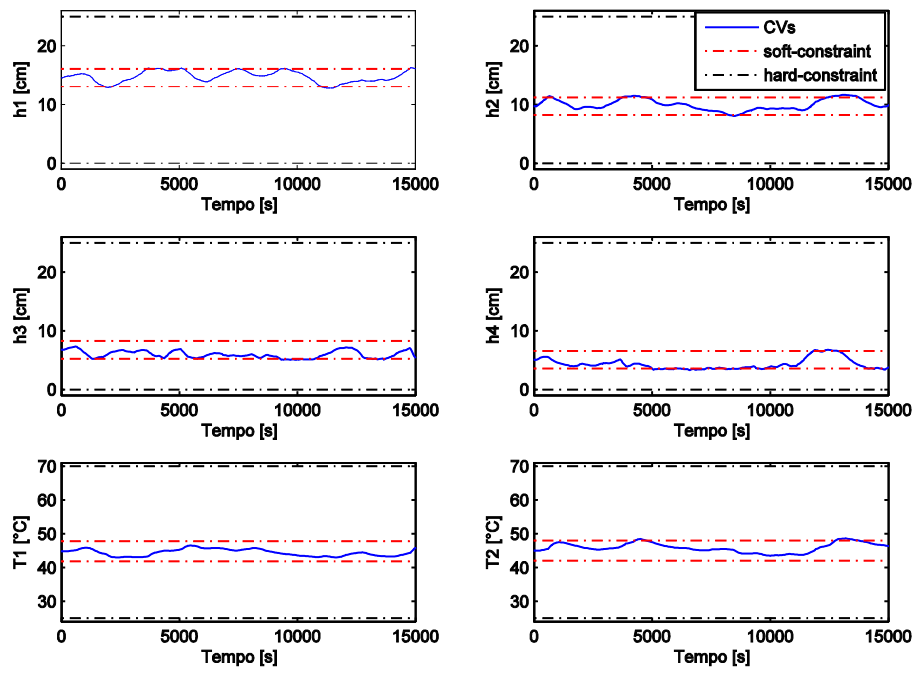 20
10
0
h1 [cm]
0 5000 10000 15000
Tempo [s]
20
10
0
h2 [cm]
CVs
soft-constraint
hard-constraint
0 5000 10000 15000
Tempo [s]
20
10
0
h3 [cm]
0 5000 10000 15000
Tempo [s]
20
10
0
h4 [cm]
0 5000 10000 15000
Tempo [s]
70
60
50
40
30
T1 [°C]
0 5000 10000 15000
Tempo [s]
70
60
50
40
30
T2 [°C]
0 5000 10000 15000
Tempo [s]